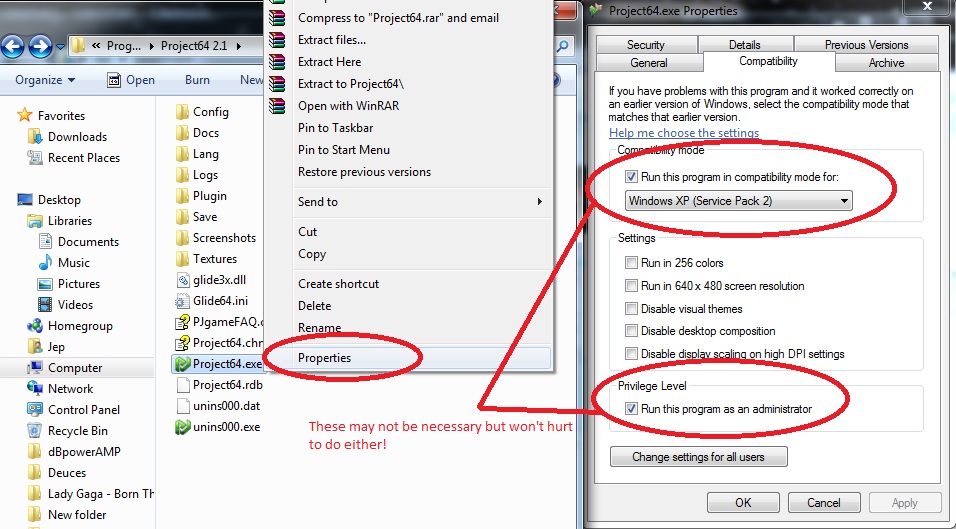 Prog...
Project64 2.1
Organize
Open
Burn
New
Favorites
Downloads
Recent Places
Desktop
Libraries
Documents
Music
Pictures
Videos
Homegroup
Jep
Computer
Network
Control Panel
Recycle Bin
dBpowerAMP
Deuces
Lady Gaga - Born Th
New folder
Config
Docs
Lang
Logs
Plugin
Save
Screenshots
Textures
glide3x.dll
Glide64.ini
PJgameFAQ.c
Project64.chm
Project64.exe
Project64.rdb
unins000.dat
unins000.exe
Compress to "Project64.rar" and email
Extract files...
Extract Here
Extract to Project64\
Open with WinRAR
Pin to Taskbar
Pin to Start Menu
Restore previous versions
Send to
Cut
Copy
Create shortcut
Delete
Rename
Properties
These may not be necessary but won't hurt
to do either!
Project64.exe Properties
Security
Details
Previous Versions
General
Compatibility
Archive
If you have problems with this program and it worked correctly on
an earlier version of Windows, select the compatibility mode that
matches that earlier version.
Help me choose the settings
Compatibility mode
Run this program in compatibility mode for:
Windows XP (Service Pack 2)
Settings
Run in 256 colors
Run in 640 x 480 screen resolution
Disable visual themes
Disable desktop composition
Disable display scaling on high DPI settings
Privilege Level
Run this program as an administrator
Change settings for all users
OK
Cancel
Apply